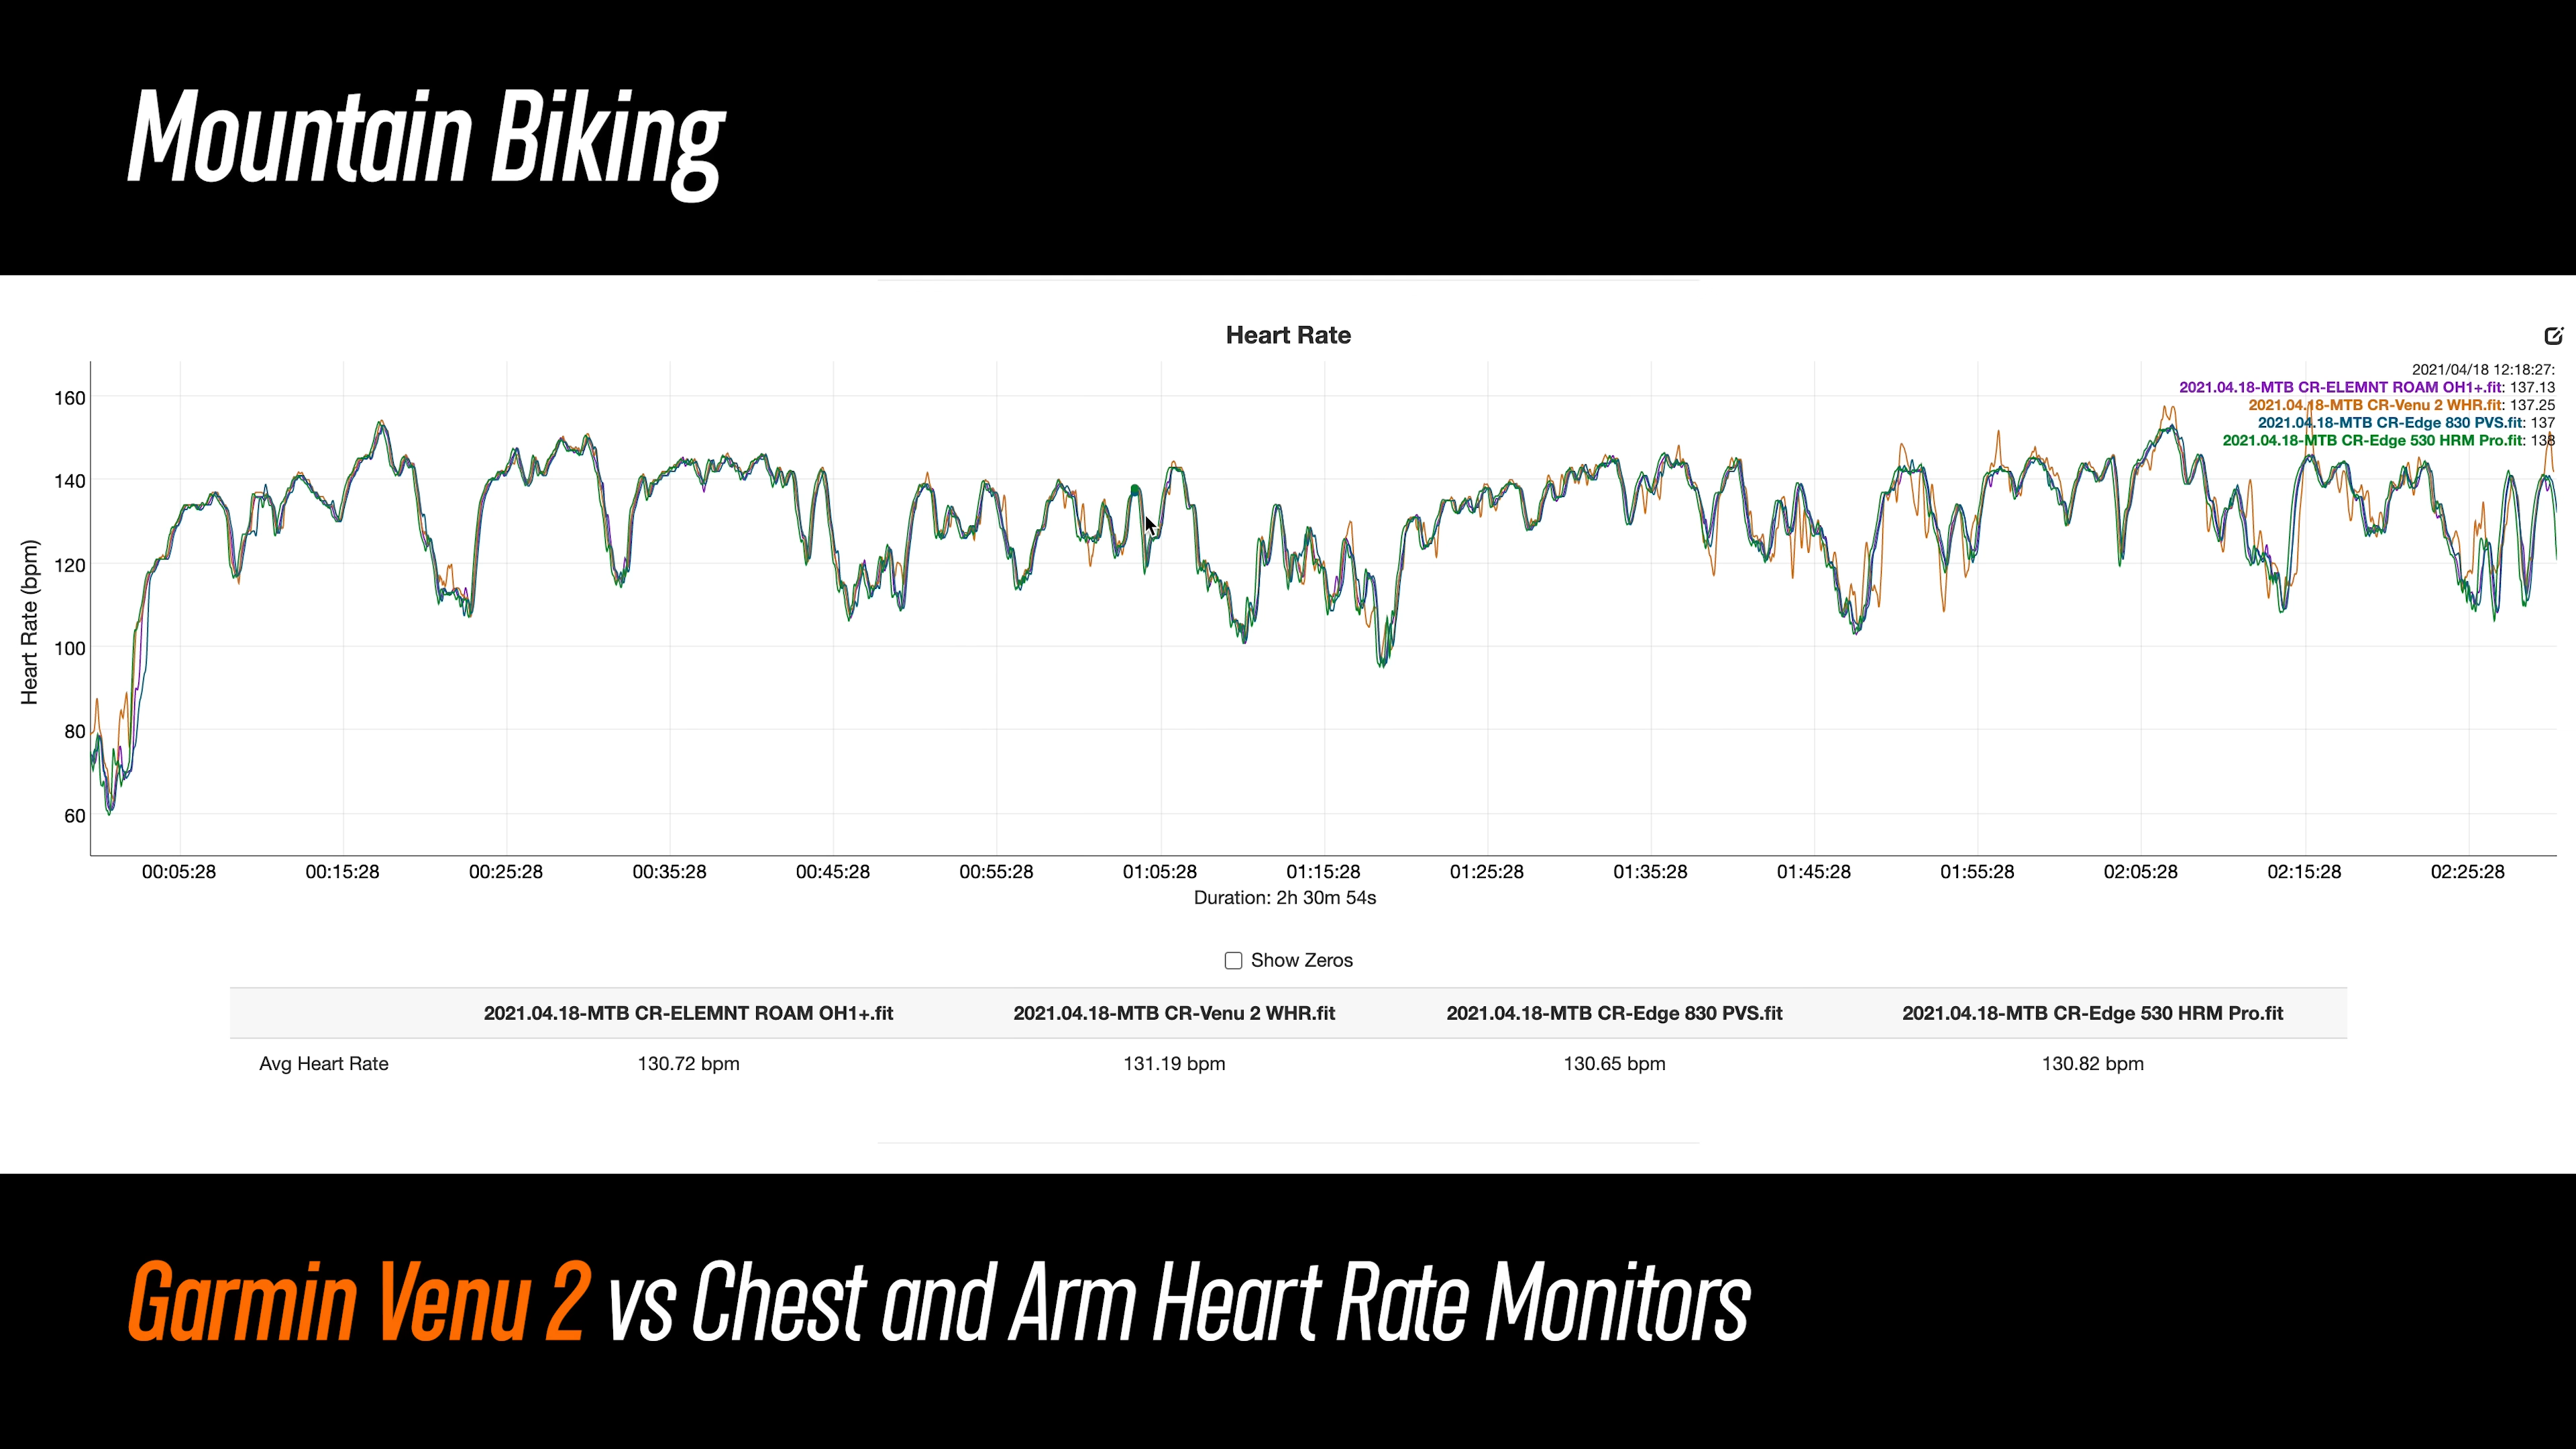 Mountain Biking
Heart Rate
2021/04/18 12:18:27:
2021.04.18-MTB CR-ELEMNT ROAM OH1+.fit: 137.13
2021.04.18-MTB CR-Venu 2 WHR.fit: 137.25
2021.04.18-MTB CR-Edge 830 PVS.fit: 137
2021.04.18-MTB CR-Edge 530 HRM Pro.fit: 138
Heart Rate (bpm)
160
140
120
100
80
60
00:05:28 00:15:28 00:25:28 00:35:28 00:45:28 00:55:28 01:05:28 01:15:28 01:25:28 01:35:28 01:45:28 01:55:28 02:05:28 02:15:28 02:25:28
Duration: 2h 30m 54s
Show Zeros
2021.04.18-MTB CR-ELEMNT ROAM OH1+.fit 2021.04.18-MTB CR-Venu 2 WHR.fit 2021.04.18-MTB CR-Edge 830 PVS.fit 2021.04.18-MTB CR-Edge 530 HRM Pro.fit
Avg Heart Rate 130.72 bpm 131.19 bpm 130.65 bpm 130.82 bpm
Garmin Venu 2 vs Chest and Arm Heart Rate Monitors